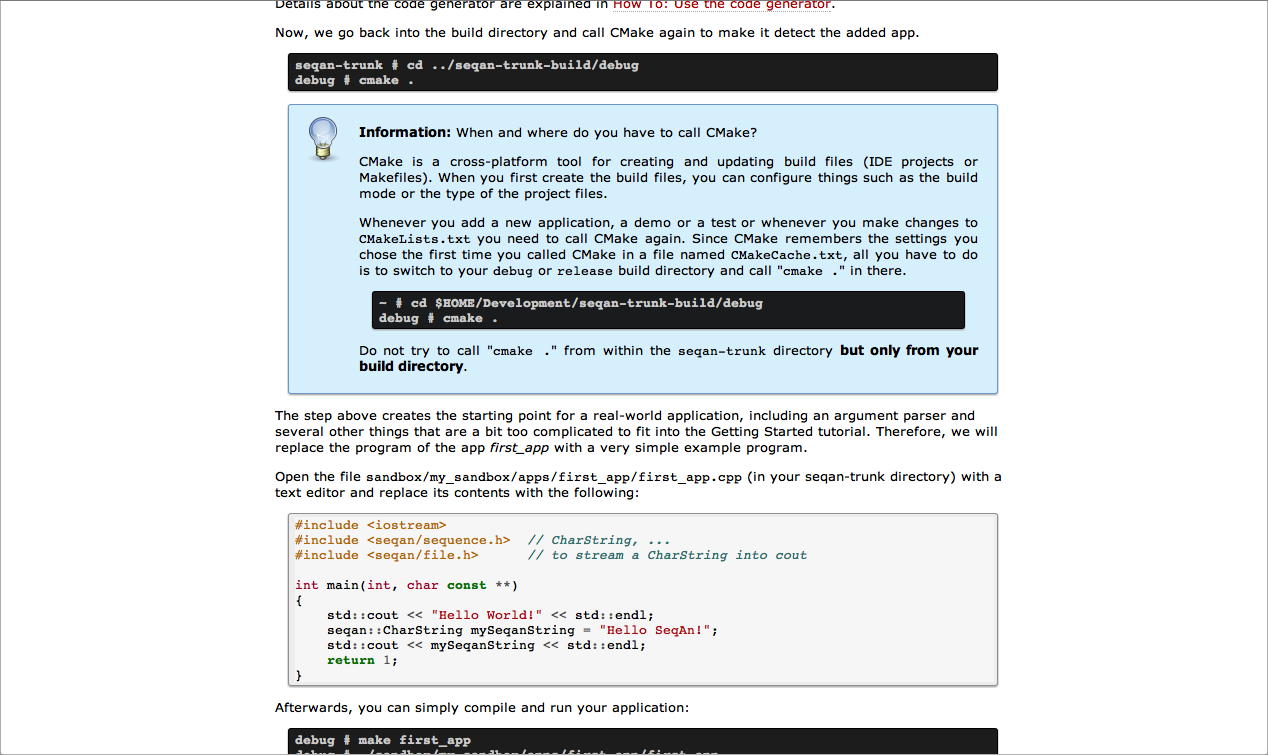 Details about the code generator are explained in How To: Use the code generator.
Now, we go back into the build directory and call CMake again to make it detect the added app.
seqan-trunk # cd ../seqan-trunk-build/debug
debug # cmake .
Information: When and where do you have to call CMake?
CMake is a cross-platform tool for creating and updating build files (IDE projects or
Makefiles). When you first create the build files, you can configure things such as the build
mode or the type of the project files.
Whenever you add a new application, a demo or a test or whenever you make changes to
CMakeLists.txt you need to call CMake again. Since CMake remembers the settings you
chose the first time you called CMake in a file named CMakeCache.txt, all you have to do
is to switch to your debug or release build directory and call "cmake ." in there.
~ # cd $HOME/Development/seqan-trunk-build/debug
debug # cmake .
Do not try to call "cmake ." from within the seqan-trunk directory but only from your
build directory.
The step above creates the starting point for a real-world application, including an argument parser and
several other things that are a bit too complicated to fit into the Getting Started tutorial. Therefore, we will
replace the program of the app first_app with a very simple example program.
Open the file sandbox/my_sandbox/apps/first_app/first_app.cpp (in your seqan-trunk directory) with a
text editor and replace its contents with the following:
#include <iostream>
#include <seqan/sequence.h>  // CharString, ...
#include <seqan/file.h>      // to stream a CharString into cout
int main(int, char const **)
{
    std::cout << "Hello World!" << std::endl;
    seqan::CharString mySeqanString = "Hello SeqAn!";
    std::cout << mySeqanString << std::endl;
    return 1;
}
Afterwards, you can simply compile and run your application:
debug # make first_app
debug # ./sandbox/my_sandbox/apps/first_app/first_app